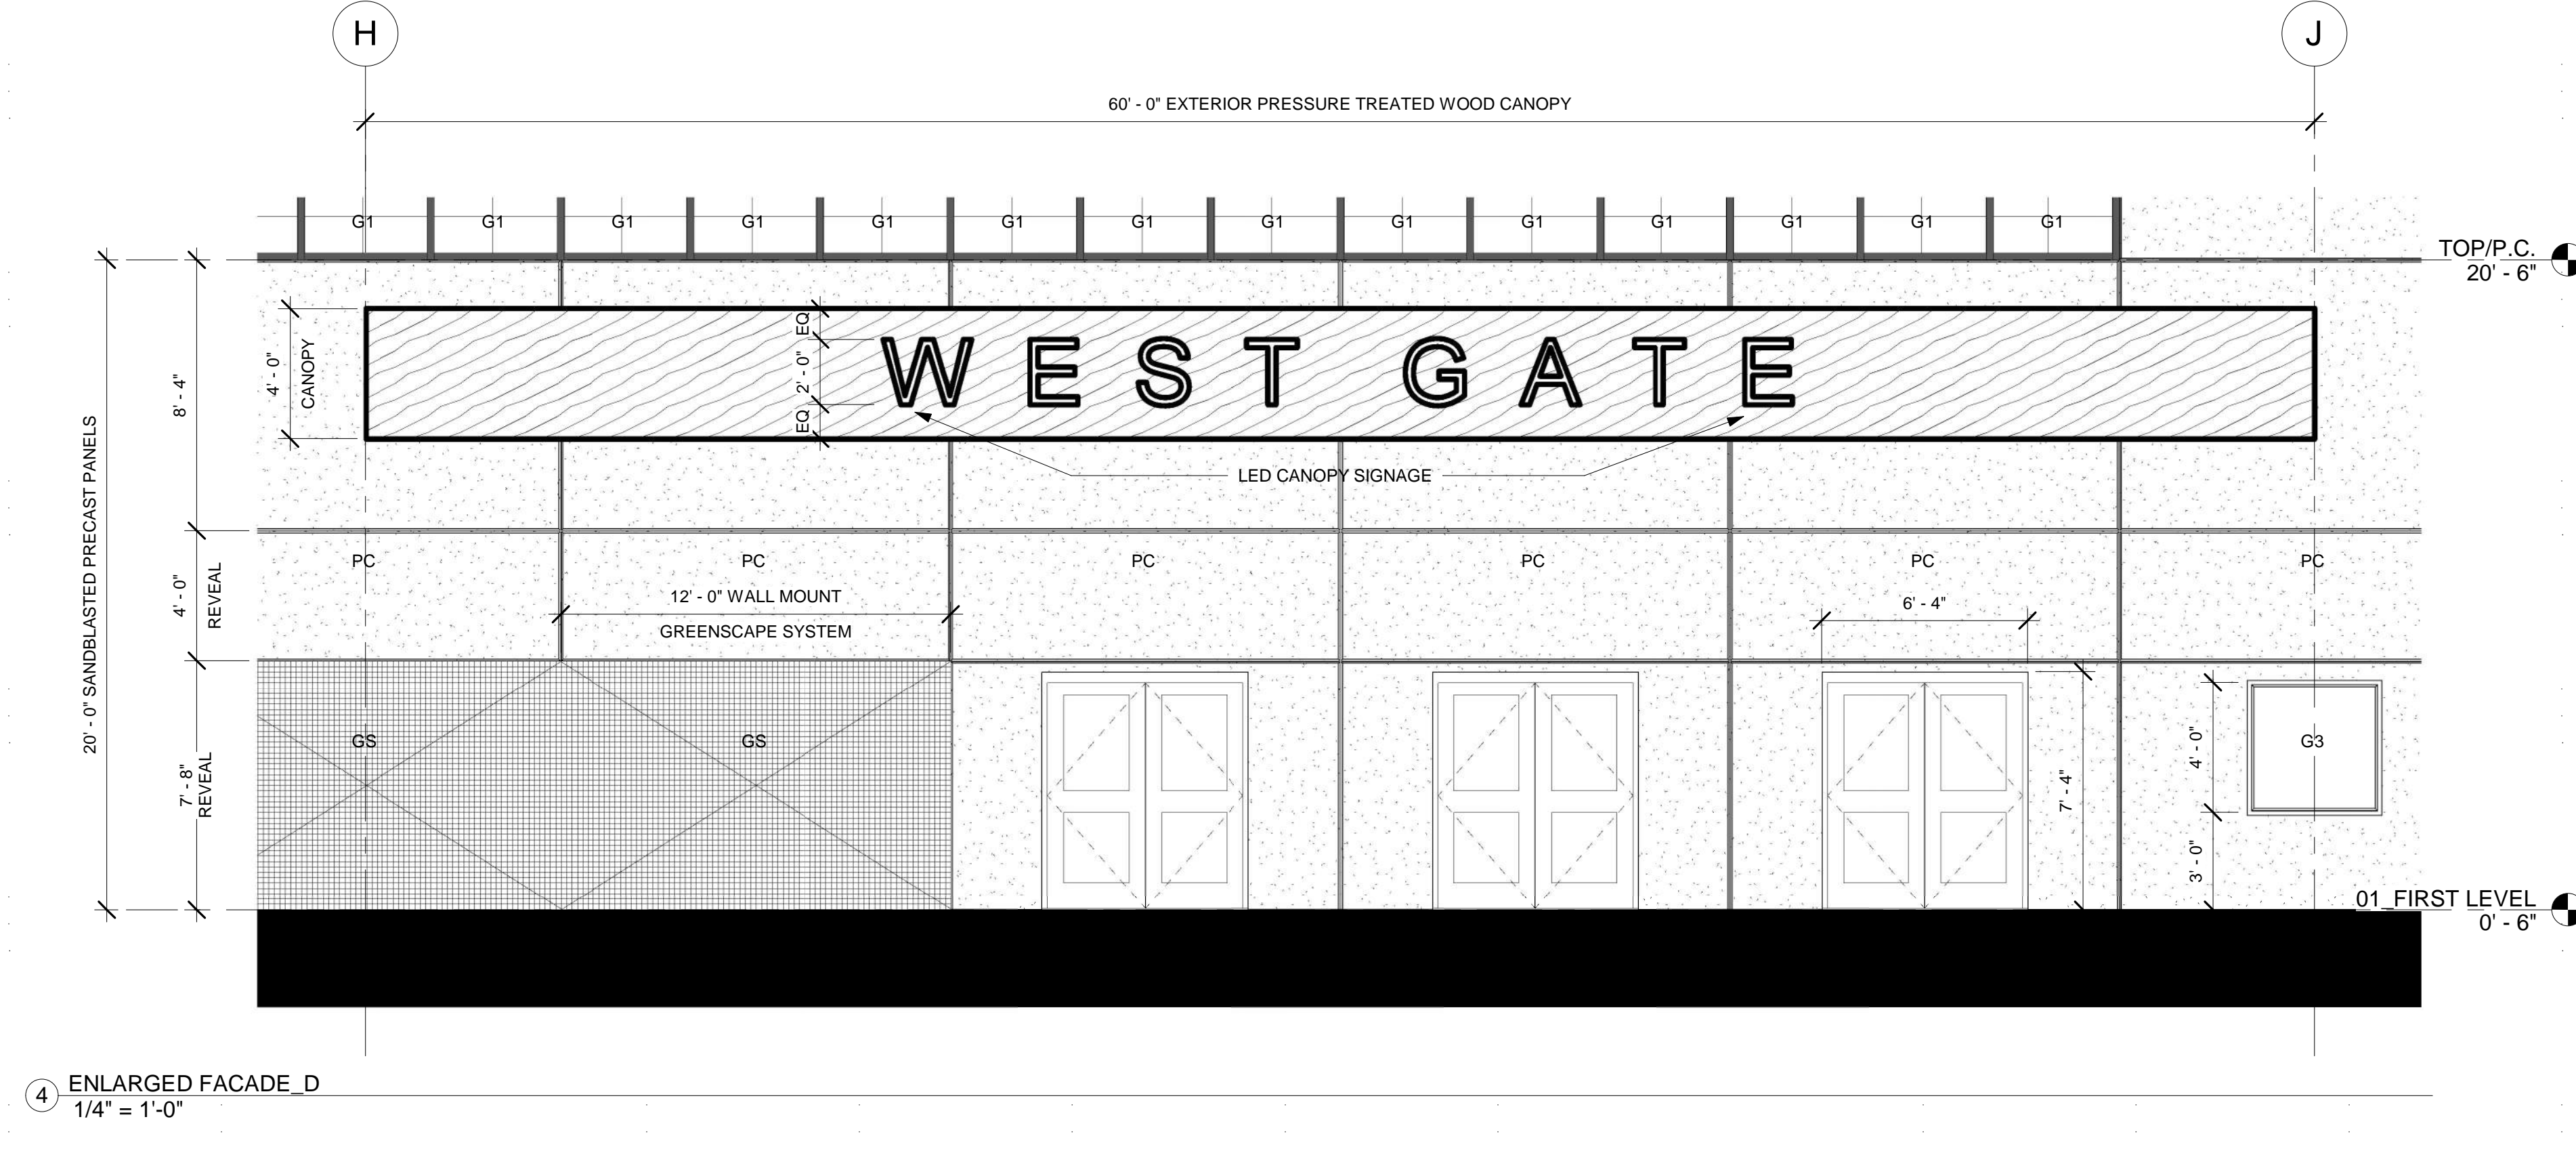 H
J
60' - 0" EXTERIOR PRESSURE TREATED WOOD CANOPY
G1 G1 G1 G1 G1 G1 G1 G1 G1 G1 G1 G1 G1 G1
TOP/P.C.
20' - 6"
20' - 0" SANDBLASTED PRECAST PANELS
8' - 4"
4' - 0"
CANOPY
EQ
2' - 0"
EQ
WEST GATE
LED CANOPY SIGNAGE
4' - 0"
REVEAL
PC PC PC PC PC PC
12' - 0" WALL MOUNT
GREENSCAPE SYSTEM
6' - 4"
7' - 8"
REVEAL
GS GS
7' - 4"
4' - 0"
G3
3' - 0"
01_FIRST LEVEL
0' - 6"
4
ENLARGED FACADE_D
1/4" = 1'-0"